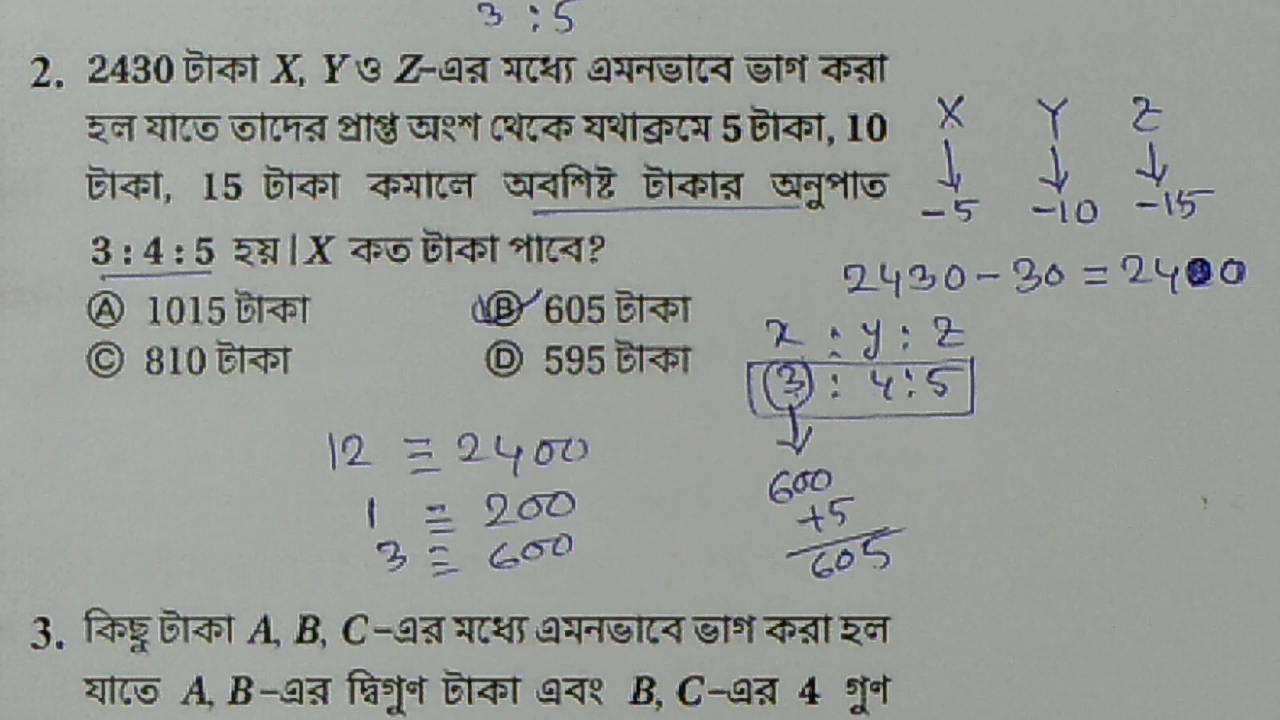 3 : 5
2. 2430 টাকা X, Y ও Z-এর মধ্যে এমনভাবে ভাগ করা
হল যাতে তাদের প্রাপ্ত অংশ থেকে যথাক্রমে 5 টাকা, 10
টাকা, 15 টাকা কমালে অবশিষ্ট টাকার অনুপাত
3 : 4 : 5 হয়। X কত টাকা পাবে?
Ⓐ 1015 টাকা Ⓑ 605 টাকা
Ⓒ 810 টাকা Ⓓ 595 টাকা
X Y Z
↓ ↓ ↓
-5 -10 -15
2430 - 30 = 2400
x : y : z
3 : 4 : 5
↓
600
+5
605
12 ≡ 2400
1 ≡ 200
3 ≡ 600
3. কিছু টাকা A, B, C-এর মধ্যে এমনভাবে ভাগ করা হল
যাতে A, B-এর দ্বিগুণ টাকা এবং B, C-এর 4 গুণ